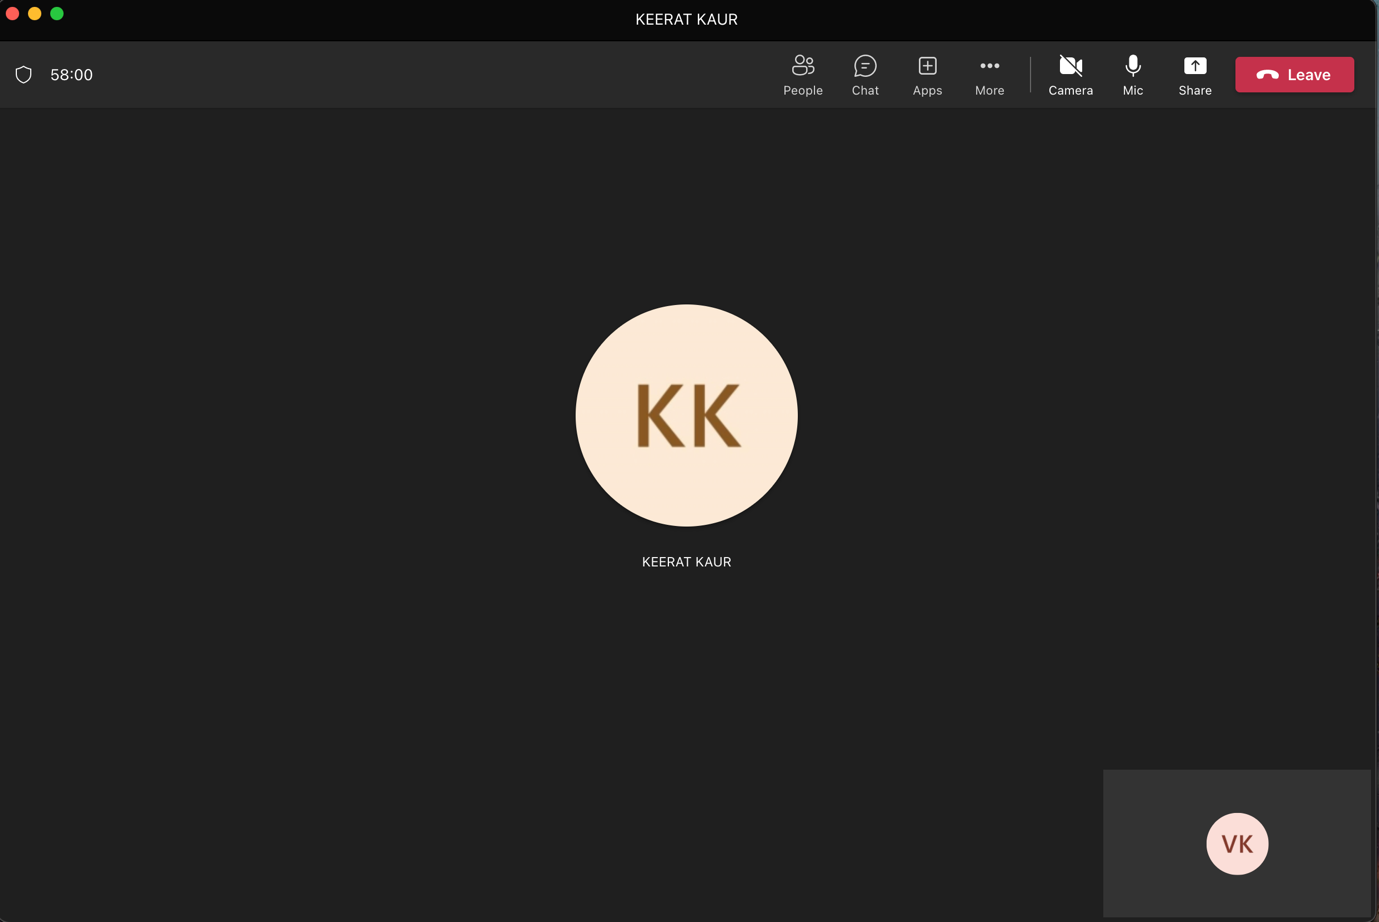 KEERAT KAUR
58:00
People
Chat
Apps
More
Camera
Mic
Share
Leave
KK
KEERAT KAUR
VK